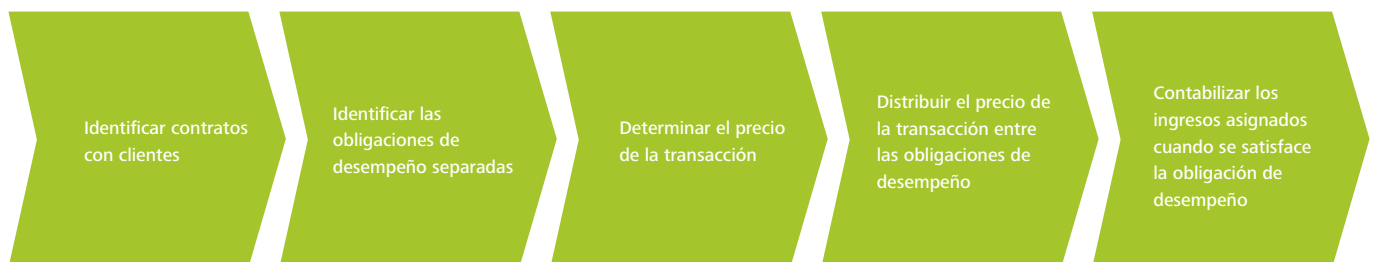 Identificar contratos
con clientes
Identificar las
obligaciones de
desempeño separadas
Determinar el precio
de la transacción
Distribuir el precio de
la transacción entre
las obligaciones de
desempeño
Contabilizar los
ingresos asignados
cuando se satisface
la obligación de
desempeño